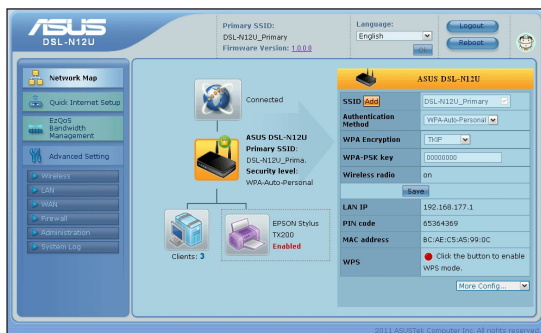 ASUS
DSL-N12U
Primary SSID:
DSL-N12U_Primary
Firmware Version: 1.0.0.8
Language:
English
Ok
Logout
Reboot
Network Map
Quick Internet Setup
EzQoS
Bandwidth
Management
Advanced Setting
Wireless
LAN
WAN
Firewall
Administration
System Log
Connected
ASUS DSL-N12U
Primary SSID:
DSL-N12U_Prima.
Security level:
WPA-Auto-Personal
Clients: 3
EPSON Stylus
TX200
Enabled
ASUS DSL-N12U
SSID Add DSL-N12U_Primary
Authentication
Method WPA-Auto-Personal
WPA Encryption TKIP
WPA-PSK key 00000000
Wireless radio on
Save
LAN IP 192.168.177.1
PIN code 65364369
MAC address BC:AE:C5:A5:99:0C
WPS Click the button to enable
WPS mode.
More Config...
2011 ASUSTek Computer Inc. All rights reserved